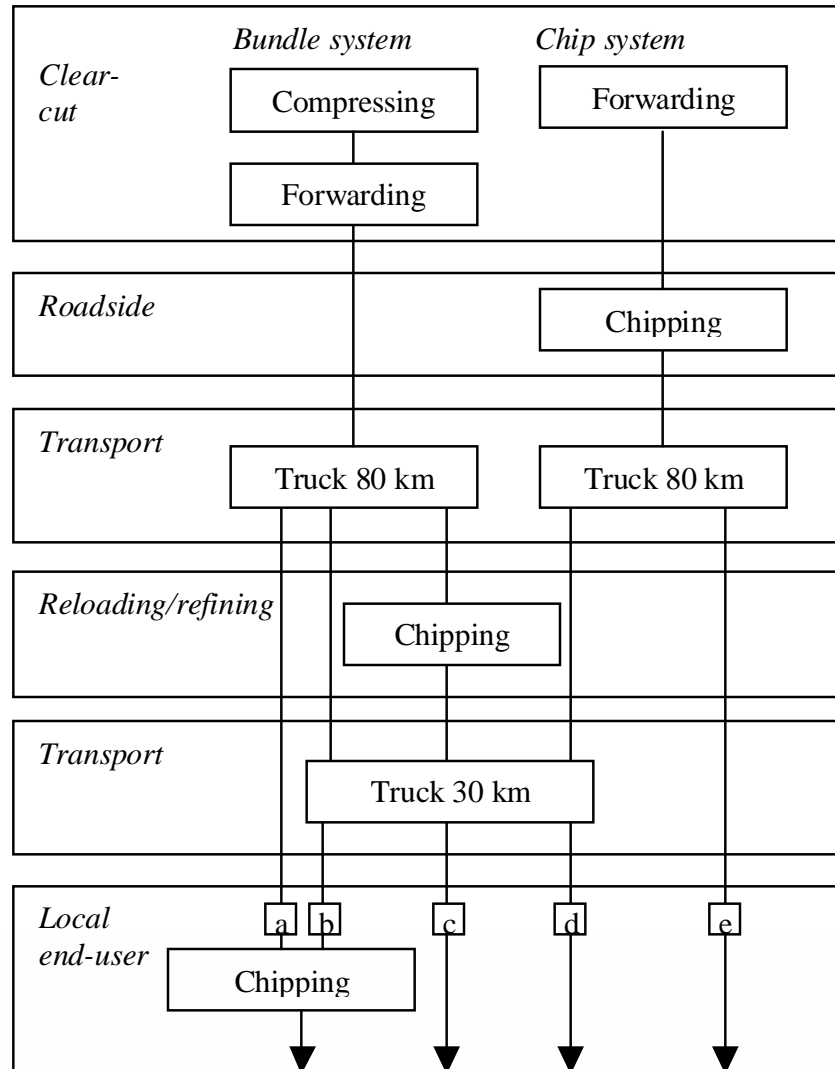 Bundle system
Chip system
Clear-
cut
Compressing
Forwarding
Forwarding
Roadside
Chipping
Transport
Truck 80 km
Truck 80 km
Reloading/refining
Chipping
Transport
Truck 30 km
Local
end-user
a
b
c
d
e
Chipping